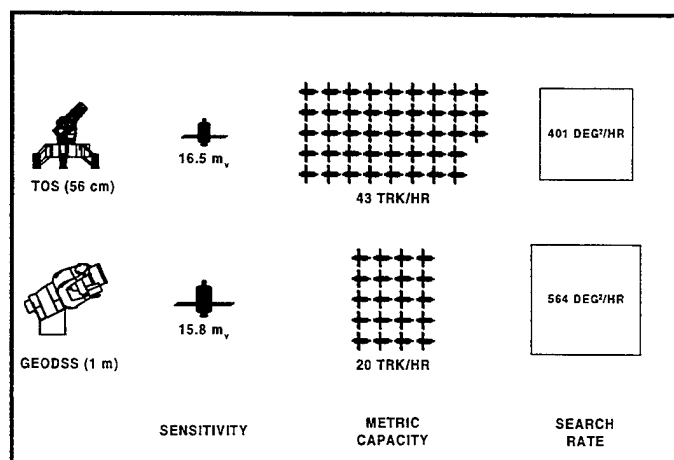 401 DEG²/HR
16.5 mᵥ
TOS (56 cm)
43 TRK/HR
564 DEG²/HR
15.8 mᵥ
GEODSS (1 m)
20 TRK/HR
SENSITIVITY
METRIC CAPACITY
SEARCH RATE